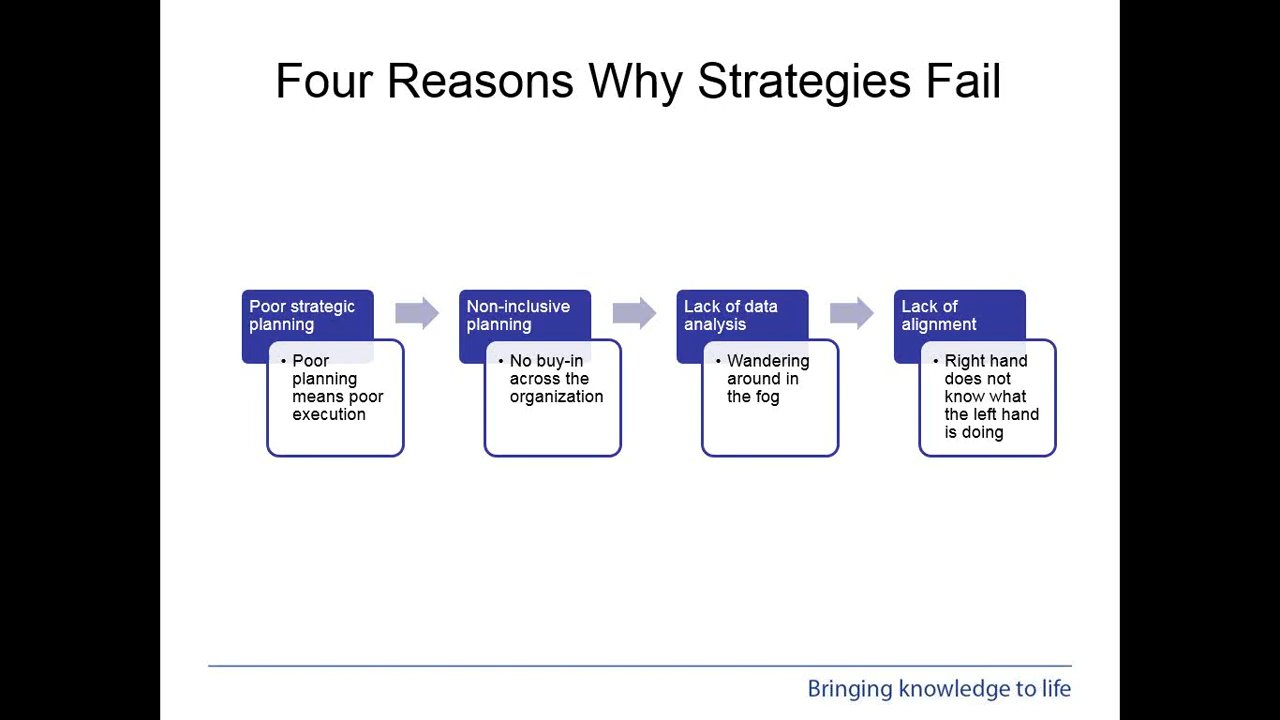 Four Reasons Why Strategies Fail
Poor strategic
planning
• Poor
planning
means poor
execution
Non-inclusive
planning
• No buy-in
across the
organization
Lack of data
analysis
• Wandering
around in
the fog
Lack of
alignment
• Right hand
does not
know what
the left hand
is doing
Bringing knowledge to life